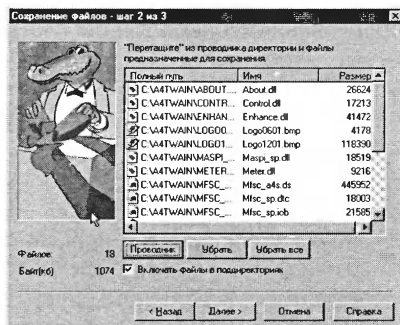 Сохранение файлов - шаг 2 из 3
"Перетащите" из проводника директории и файлы
предназначенные для сохранения.
Полный путь Имя Размер
C:\A4TWAIN\ABOUT.... About.dll 26624
C:\A4TWAIN\CONTR... Control.dll 17213
C:\A4TWAIN\ENHAN... Enhance.dll 41472
C:\A4TWAIN\LOGO0... Logo0601.bmp 4178
C:\A4TWAIN\LOGO1... Logo1201.bmp 118390
C:\A4TWAIN\MASPI_... Maspi_sp.dll 18519
C:\A4TWAIN\METER... Meter.dll 9216
C:\A4TWAIN\MFSC_... Mfsc_a4s.ds 445952
C:\A4TWAIN\MFSC_... Mfsc_sp.dtc 18003
C:\A4TWAIN\MFSC_... Mfsc_sp.iob 21585
Проводник Убрать Убрать все
Файлов: 18
Байт(кб) 1074
Включать файлы в поддиректориях
< Назад Далее > Отмена Справка